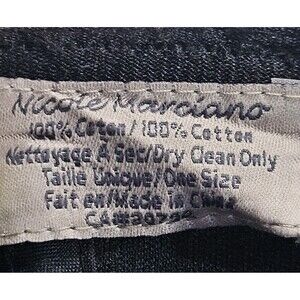 Nicole Marciano
100% Coton / 100% Cotton
Nettoyage A Sec/Dry Clean Only
Taille Unique/One Size
Fait en/Made in China